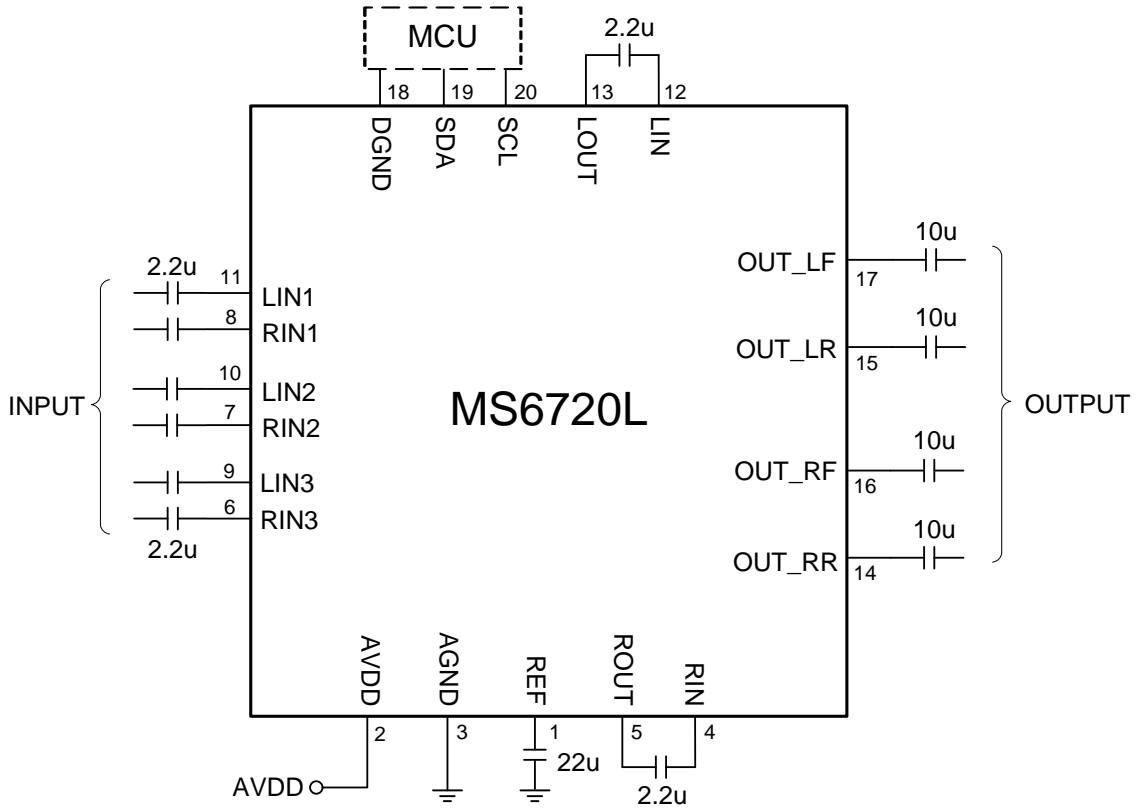 MCU
2.2u
18
19
20
13
12
DGND
SDA
SCL
LOUT
LIN
2.2u
11
LIN1
8
RIN1
10
LIN2
7
RIN2
9
LIN3
6
RIN3
2.2u
INPUT
MS6720L
10u
OUT_LF
17
10u
OUT_LR
15
10u
OUT_RF
16
10u
OUT_RR
14
OUTPUT
AVDD
AGND
REF
ROUT
RIN
2
3
1
5
4
22u
AVDD
2.2u